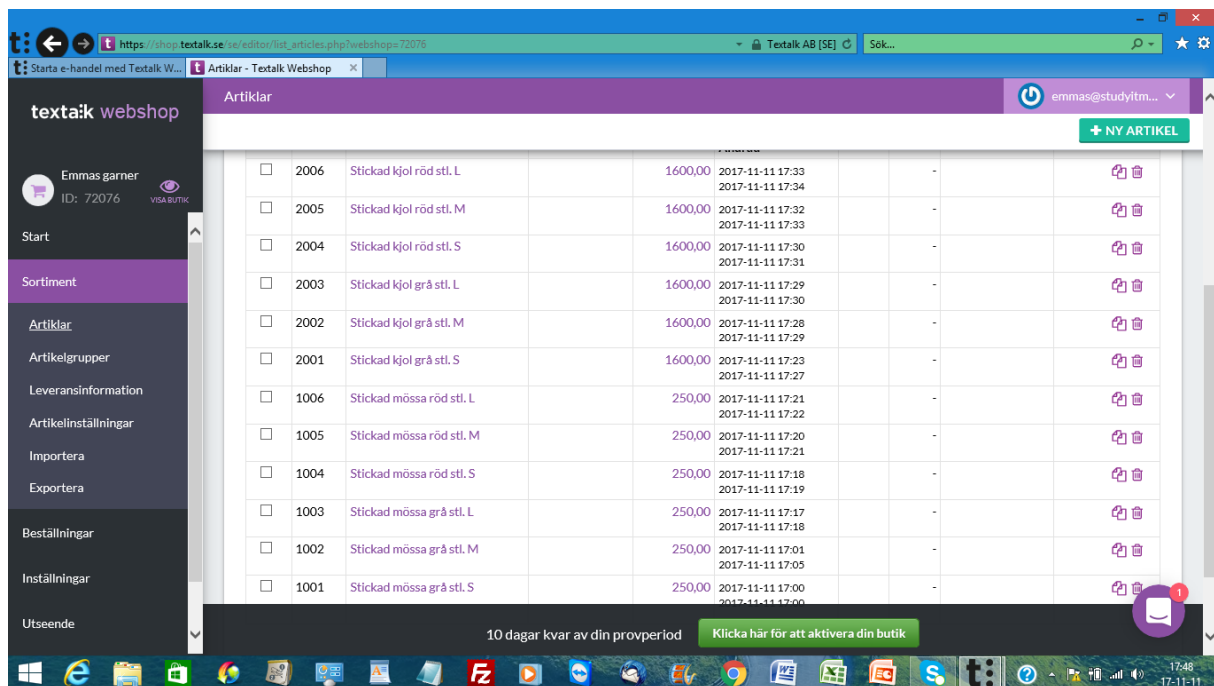 https://shop.textalk.se/se/editor/list_articles.php?webshop=72076
Textalk AB [SE]
Sök...
Starta e-handel med Textalk W...
Artiklar - Textalk Webshop
textalk webshop
Artiklar
emmas@studyitm...
+ NY ARTIKEL
Emmas garner
ID: 72076
VISA BUTIK
Start
Sortiment
Artiklar
Artikelgrupper
Leveransinformation
Artikelinställningar
Importera
Exportera
Beställningar
Inställningar
Utseende
2006 Stickad kjol röd stl. L 1600,00 2017-11-11 17:33 -
2017-11-11 17:34
2005 Stickad kjol röd stl. M 1600,00 2017-11-11 17:32 -
2017-11-11 17:33
2004 Stickad kjol röd stl. S 1600,00 2017-11-11 17:30 -
2017-11-11 17:31
2003 Stickad kjol grå stl. L 1600,00 2017-11-11 17:29 -
2017-11-11 17:30
2002 Stickad kjol grå stl. M 1600,00 2017-11-11 17:28 -
2017-11-11 17:29
2001 Stickad kjol grå stl. S 1600,00 2017-11-11 17:23 -
2017-11-11 17:27
1006 Stickad mössa röd stl. L 250,00 2017-11-11 17:21 -
2017-11-11 17:22
1005 Stickad mössa röd stl. M 250,00 2017-11-11 17:20 -
2017-11-11 17:21
1004 Stickad mössa röd stl. S 250,00 2017-11-11 17:18 -
2017-11-11 17:19
1003 Stickad mössa grå stl. L 250,00 2017-11-11 17:17 -
2017-11-11 17:18
1002 Stickad mössa grå stl. M 250,00 2017-11-11 17:01 -
2017-11-11 17:05
1001 Stickad mössa grå stl. S 250,00 2017-11-11 17:00 -
2017-11-11 17:00
1
10 dagar kvar av din provperiod
Klicka här för att aktivera din butik
17:48
17-11-11